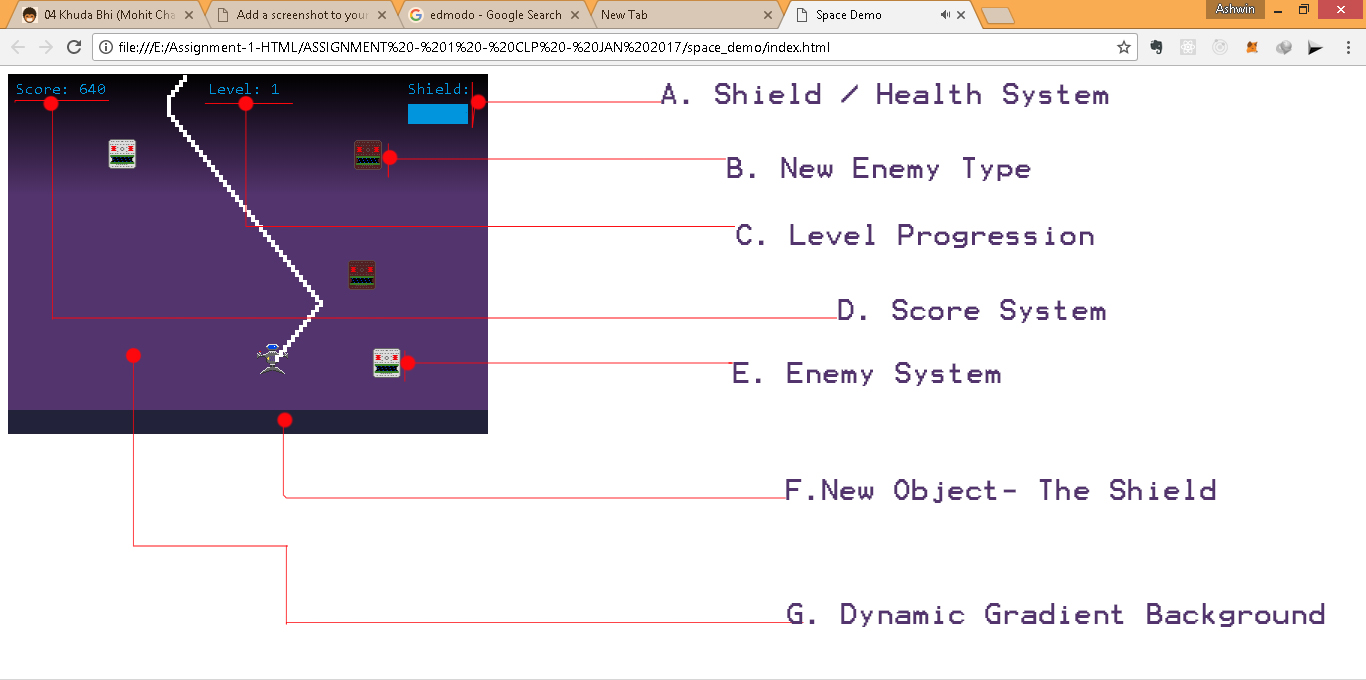 04 Khuda Bhi (Mohit Cha
Add a screenshot to your
edmodo - Google Search
New Tab
Space Demo
Ashwin
file:///E:/Assignment-1-HTML/ASSIGNMENT%20-%201%20-%20CLP%20-%20JAN%202017/space_demo/index.html
Score: 640
Level: 1
Shield:
A. Shield / Health System
B. New Enemy Type
C. Level Progression
D. Score System
E. Enemy System
F.New Object- The Shield
G. Dynamic Gradient Background